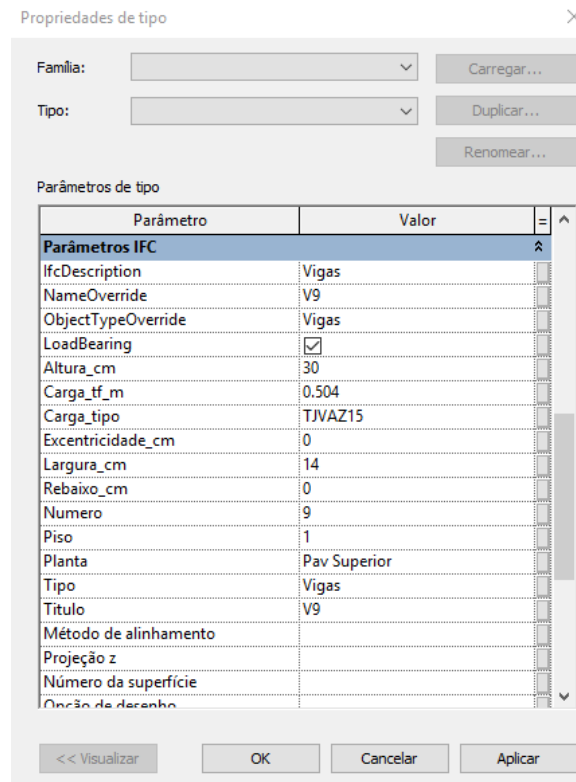 Propriedades de tipo
Família:
Carregar...
Tipo:
Duplicar...
Renomear...
Parâmetros de tipo
Parâmetro Valor =
Parâmetros IFC
IfcDescription Vigas
NameOverride V9
ObjectTypeOverride Vigas
LoadBearing
Altura_cm 30
Carga_tf_m 0.504
Carga_tipo TJVAZ15
Excentricidade_cm 0
Largura_cm 14
Rebaixo_cm 0
Numero 9
Piso 1
Planta Pav Superior
Tipo Vigas
Titulo V9
Método de alinhamento
Projeção z
Número da superfície
Opção de desenho
<< Visualizar OK Cancelar Aplicar